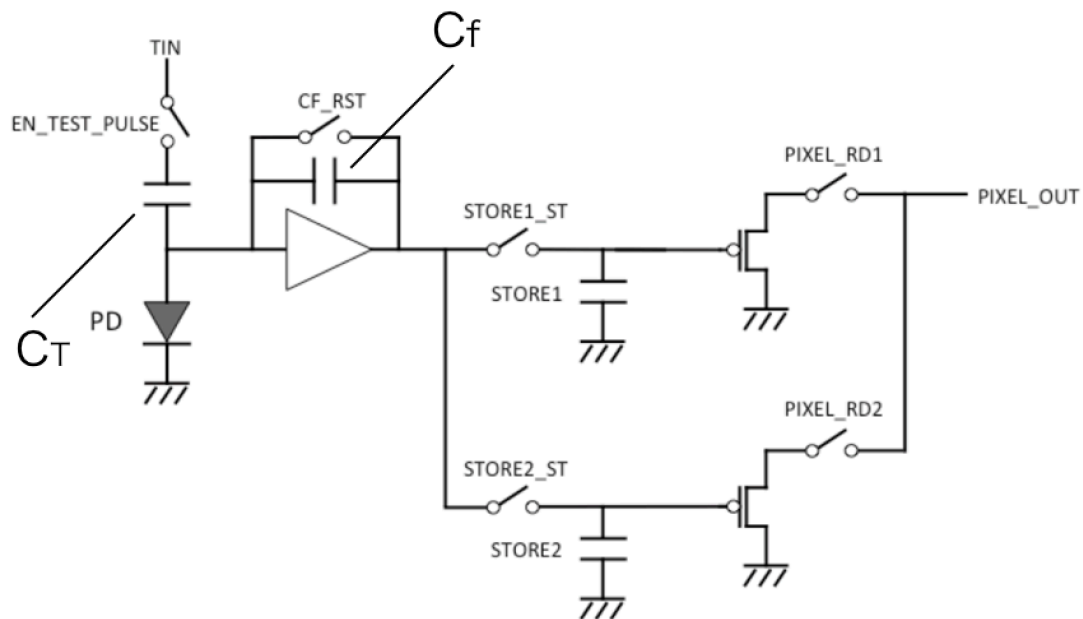 Cf
TIN
CF_RST
EN_TEST_PULSE
PIXEL_RD1
PIXEL_OUT
STORE1_ST
STORE1
PD
CT
PIXEL_RD2
STORE2_ST
STORE2